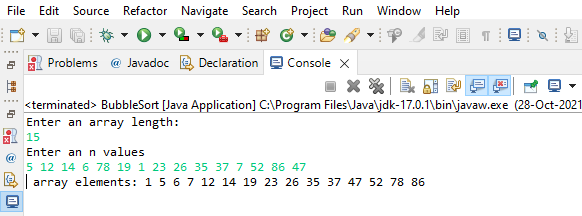 File Edit Source Refactor Navigate Search Project Run Window Help
Problems @ Javadoc Declaration Console
<terminated> BubbleSort [Java Application] C:\Program Files\Java\jdk-17.0.1\bin\javaw.exe (28-Oct-2021
Enter an array length:
15
Enter an n values
5 12 14 6 78 19 1 23 26 35 37 7 52 86 47
array elements: 1 5 6 7 12 14 19 23 26 35 37 47 52 78 86